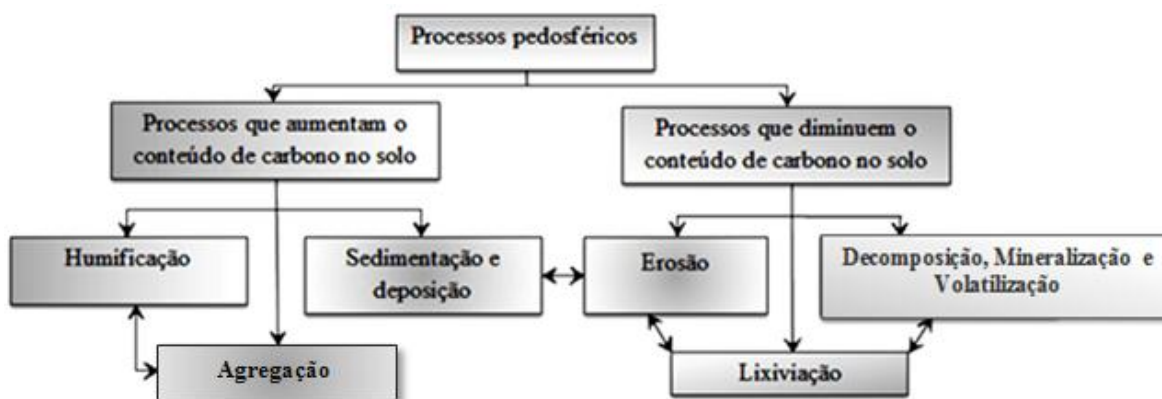 Processos pedosféricos
Processos que aumentam o
conteúdo de carbono no solo
Processos que diminuem o
conteúdo de carbono no solo
Humificação
Sedimentação e
deposição
Erosão
Decomposição, Mineralização e
Volatilização
Agregação
Lixiviação